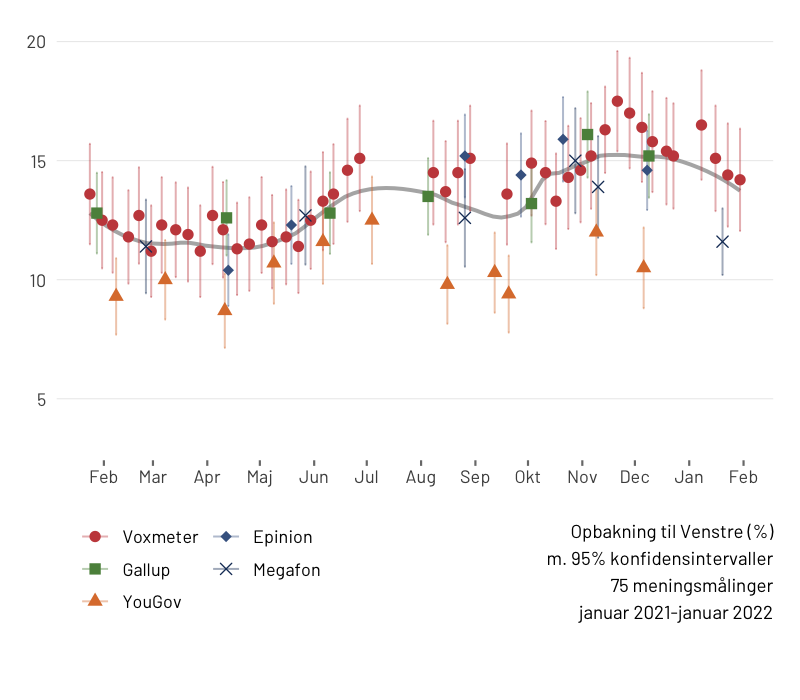 20
15
10
5
Feb Mar Apr Maj Jun Jul Aug Sep Okt Nov Dec Jan Feb
Voxmeter Epinion
Gallup Megafon
YouGov
Opbakning til Venstre (%)
m. 95% konfidensintervaller
75 meningsmålinger
januar 2021-januar 2022